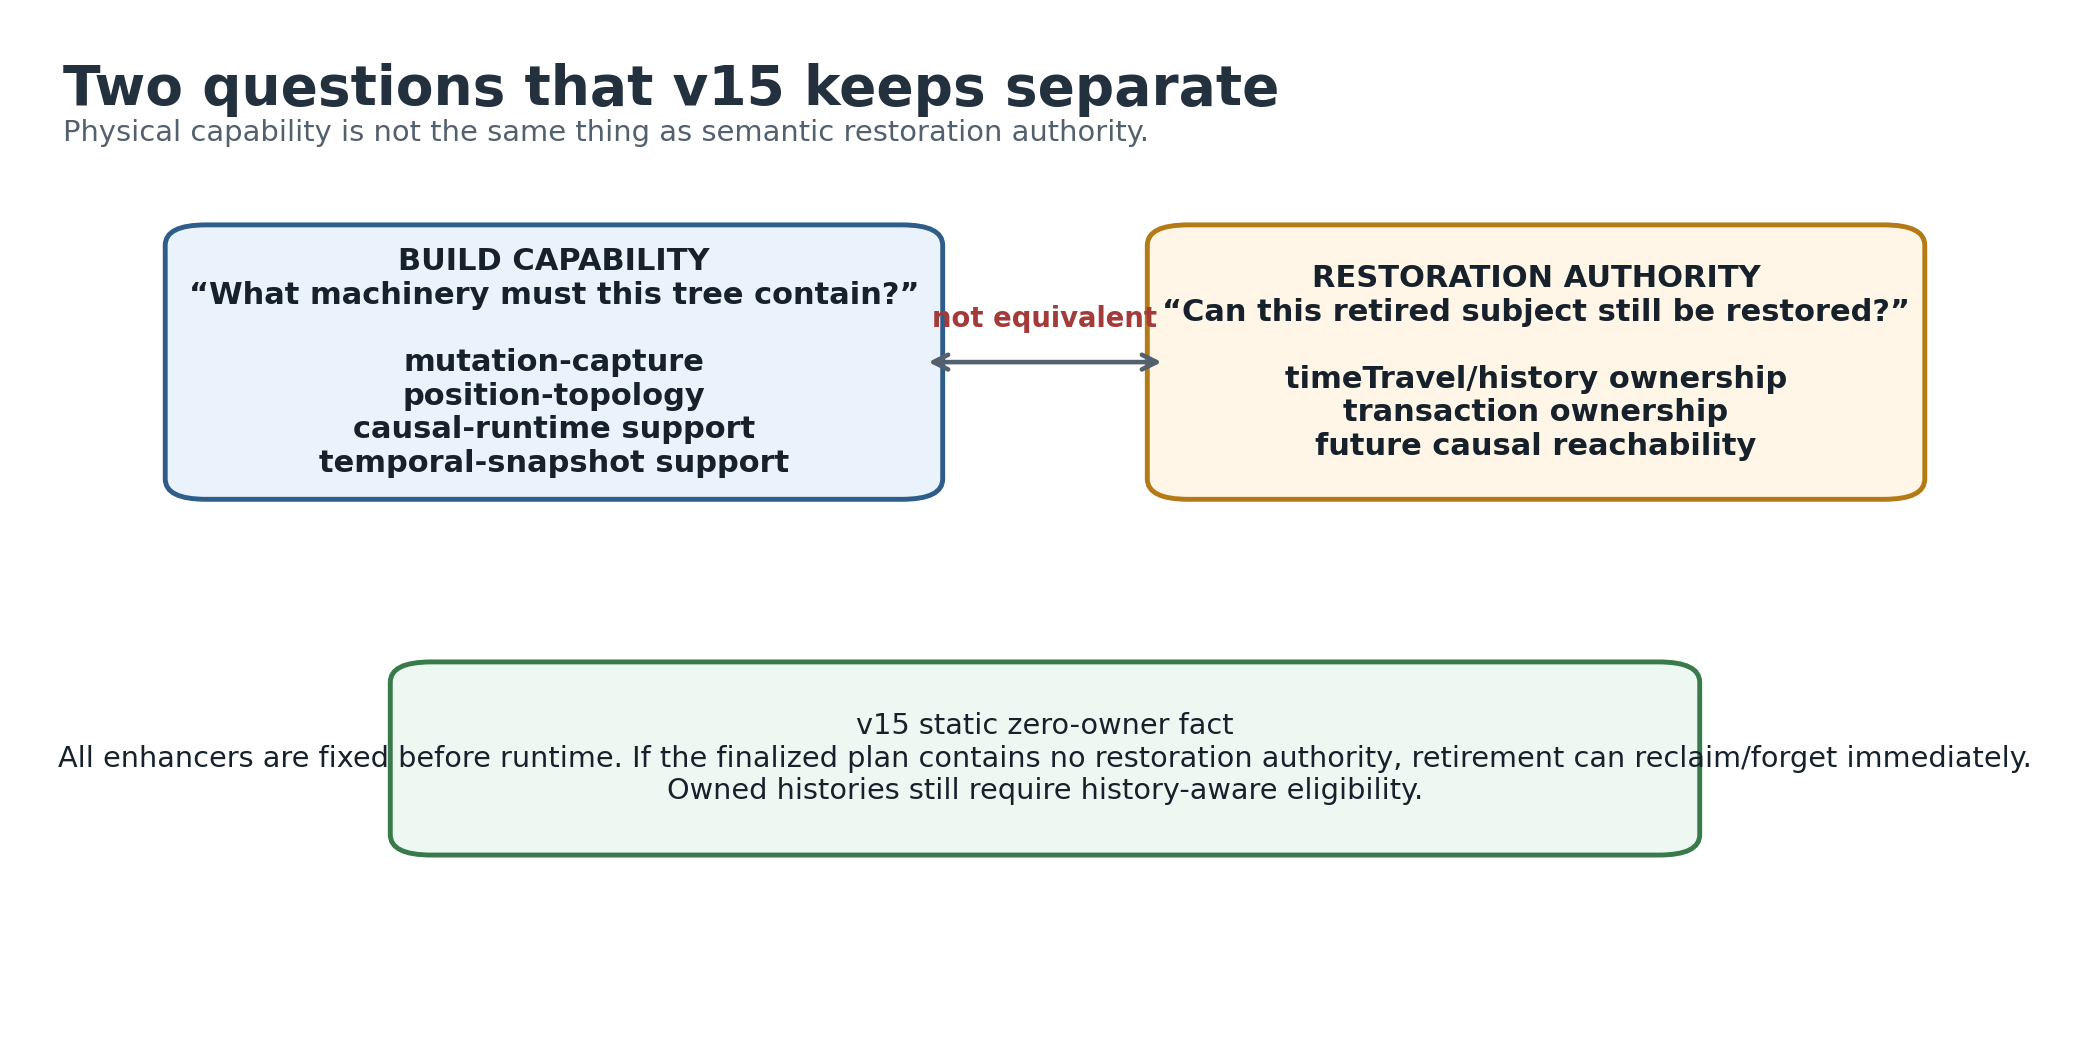 Two questions that v15 keeps separate
Physical capability is not the same thing as semantic restoration authority.
BUILD CAPABILITY
“What machinery must this tree contain?”
mutation-capture
position-topology
causal-runtime support
temporal-snapshot support
not equivalent
RESTORATION AUTHORITY
“Can this retired subject still be restored?”
timeTravel/history ownership
transaction ownership
future causal reachability
v15 static zero-owner fact
All enhancers are fixed before runtime. If the finalized plan contains no restoration authority, retirement can reclaim/forget immediately.
Owned histories still require history-aware eligibility.